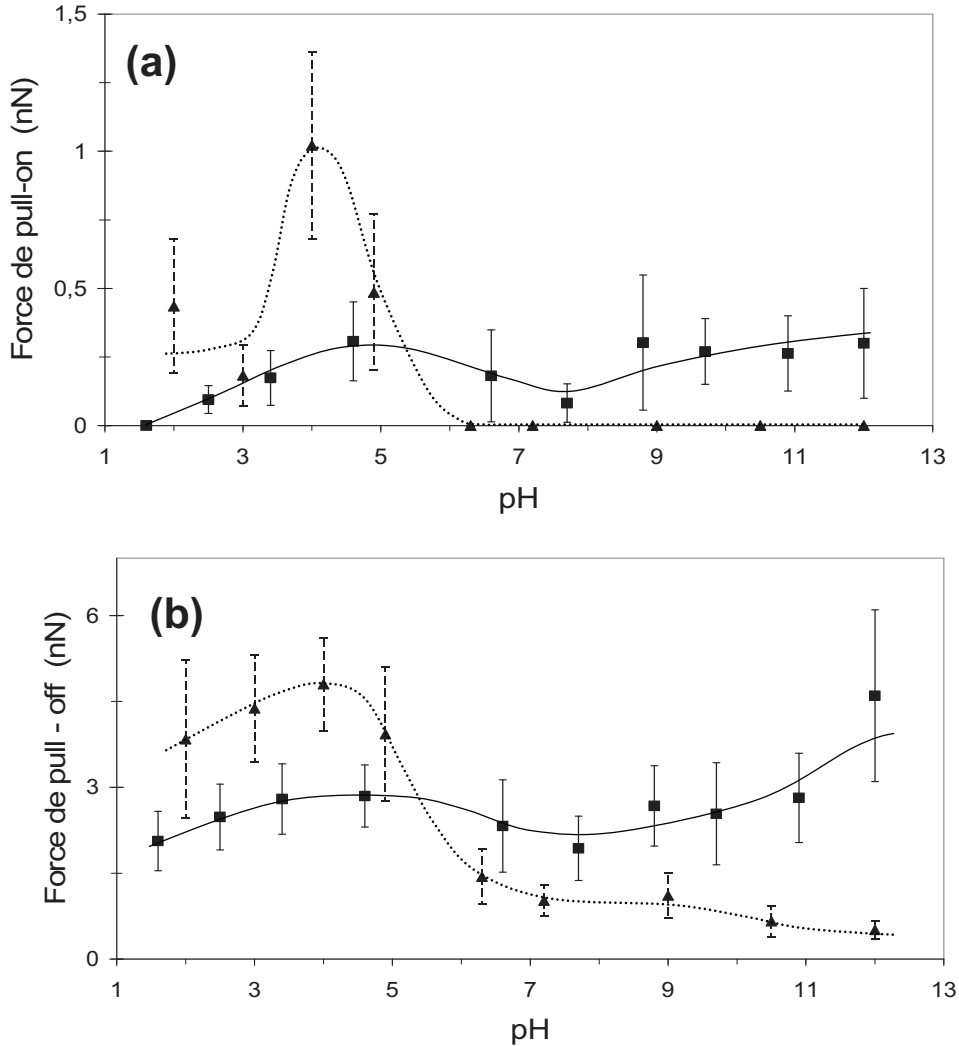 (a)
Force de pull-on (nN)
1,5
1
0,5
0
1 3 5 7 9 11 13
pH
(b)
Force de pull - off (nN)
6
3
0
1 3 5 7 9 11 13
pH